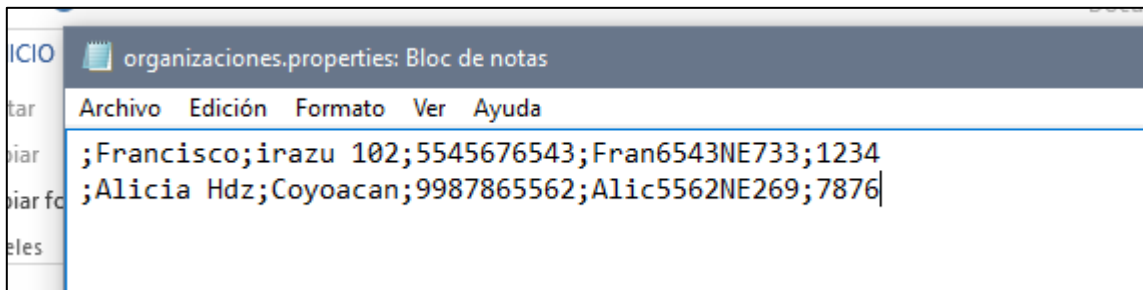 ICIO
organizaciones.properties: Bloc de notas
tar
Archivo Edición Formato Ver Ayuda
piar
;Francisco;irazu 102;5545676543;Fran6543NE733;1234
;Alicia Hdz;Coyoacan;9987865562;Alic5562NE269;7876
piar fo
eles